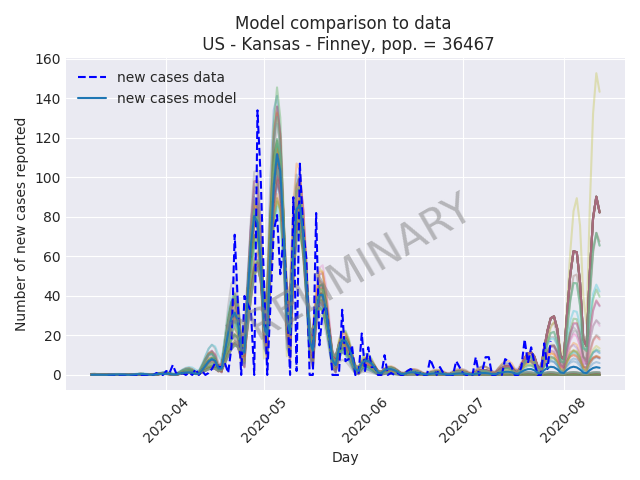 Model comparison to data
US - Kansas - Finney, pop. = 36467
new cases data
new cases model
PRELIMINARY
Number of new cases reported
160
140
120
100
80
60
40
20
0
2020-04
2020-05
2020-06
2020-07
2020-08
Day